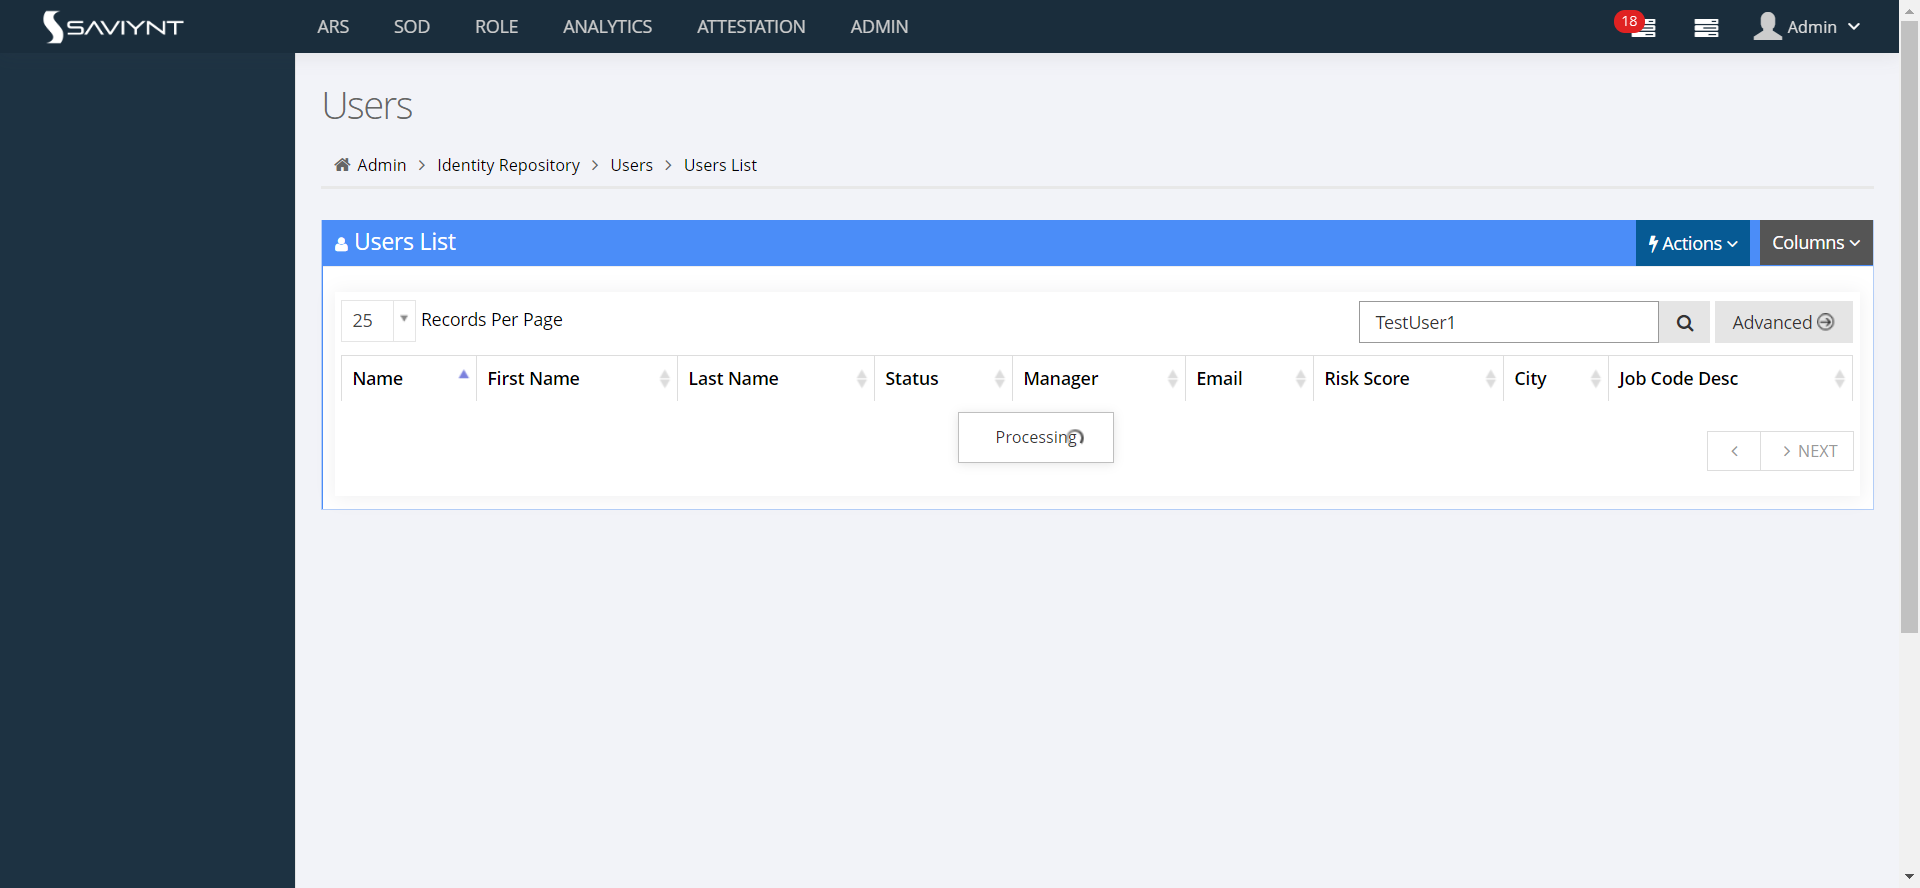 SAVIYNT ARS SOD ROLE ANALYTICS ATTESTATION ADMIN 18 Admin
Users
Admin > Identity Repository > Users > Users List
Users List Actions Columns
25 Records Per Page TestUser1 Advanced
Name First Name Last Name Status Manager Email Risk Score City Job Code Desc
Processing
NEXT